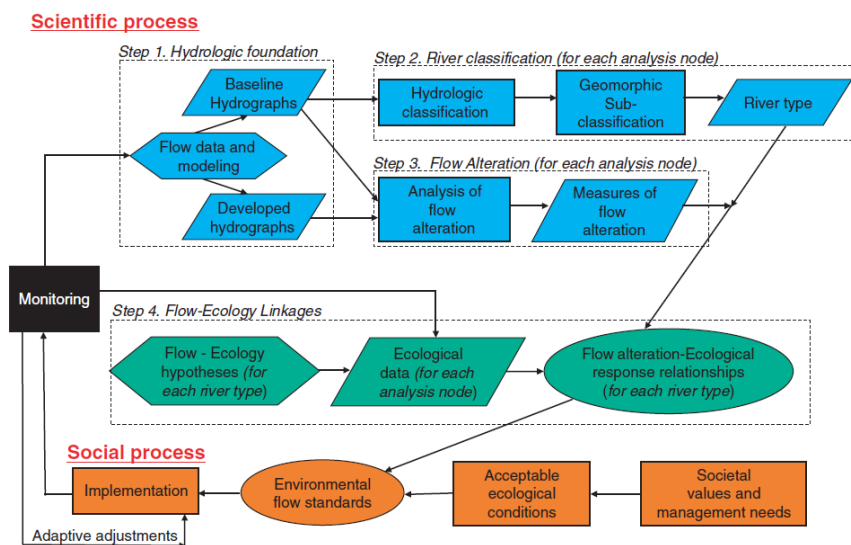 Scientific process
Step 1. Hydrologic foundation
Baseline
Hydrographs
Flow data and
modeling
Developed
hydrographs
Step 2. River classification (for each analysis node)
Hydrologic
classification
Geomorphic
Sub-
classification
River type
Step 3.  Flow Alteration (for each analysis node)
Analysis of
flow
alteration
Measures of
flow
alteration
Monitoring
Step 4. Flow-Ecology Linkages
Flow - Ecology
hypotheses (for
each river type)
Ecological
data (for each
analysis node)
Flow alteration-Ecological
response relationships
(for each river type)
Social process
Implementation
Environmental
flow standards
Acceptable
ecological
conditions
Societal
values and
management needs
Adaptive adjustments